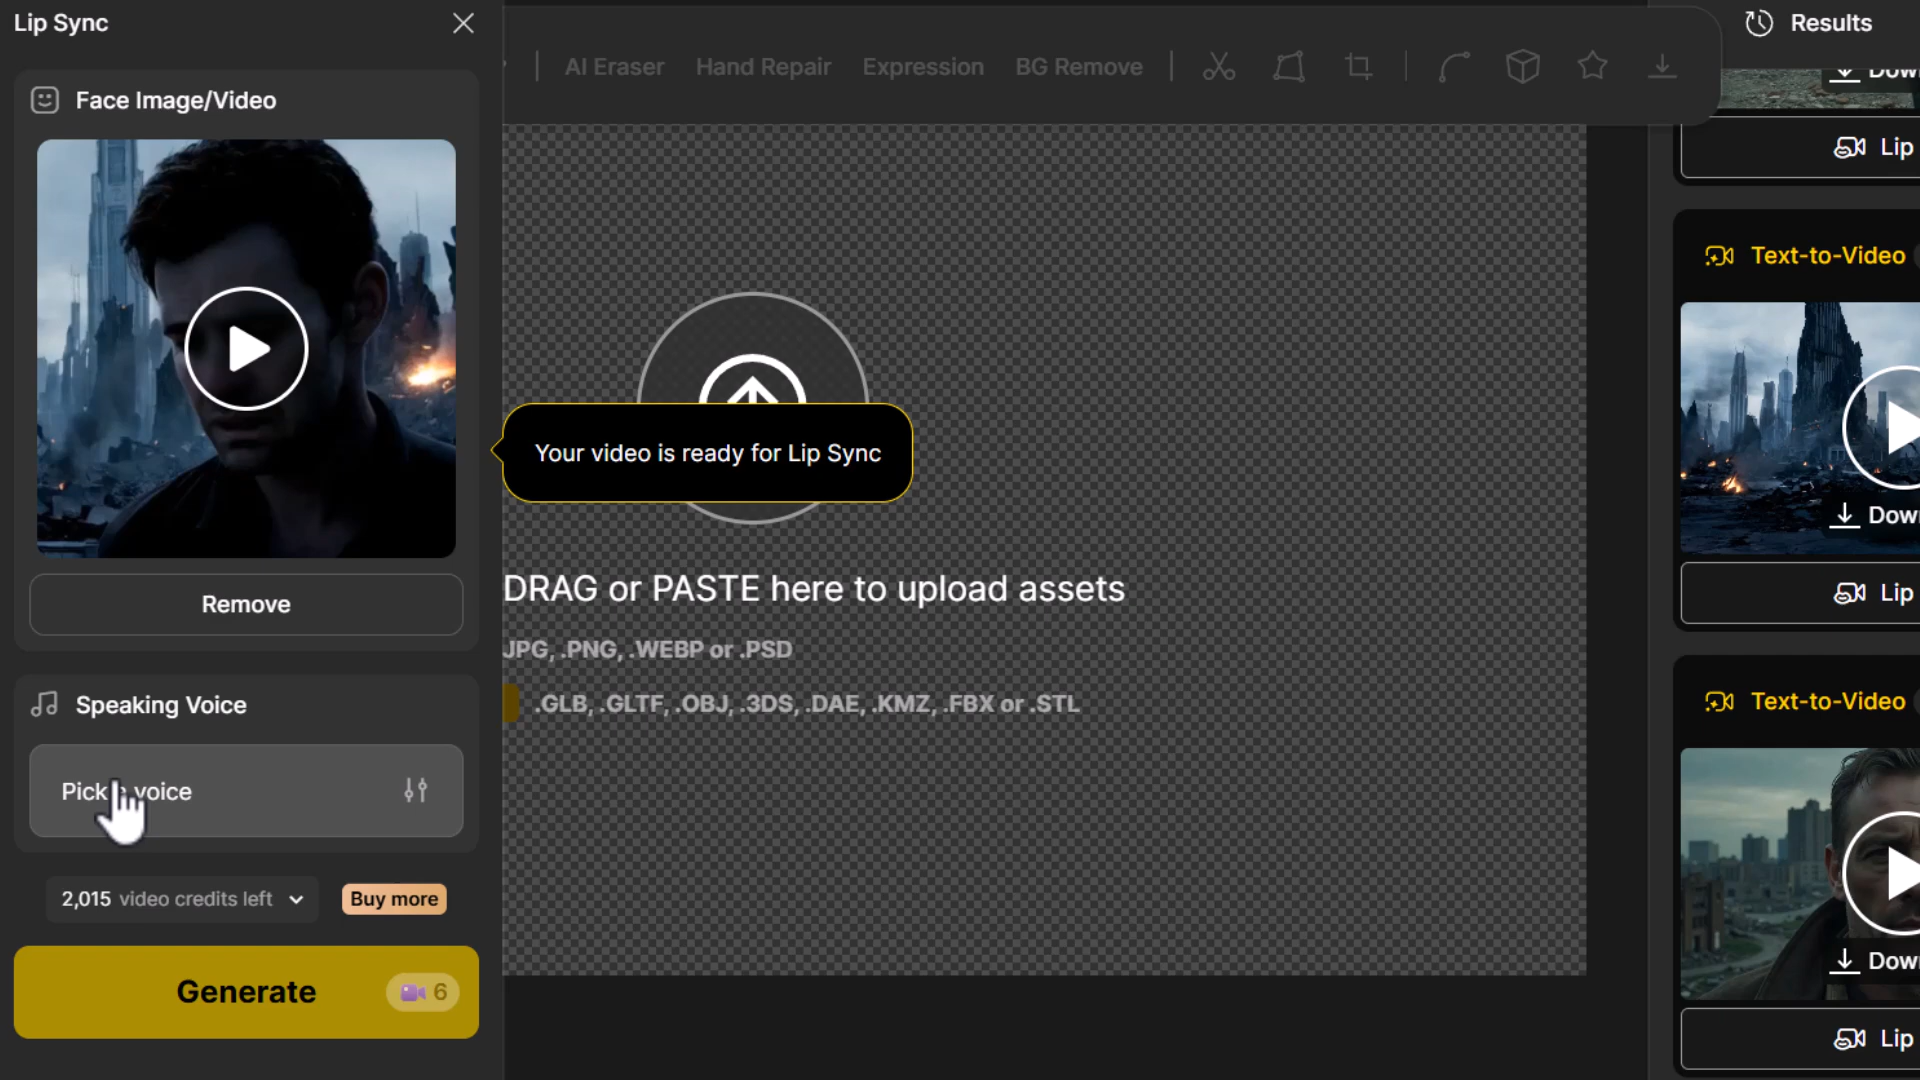 Lip Sync
Results
AI Eraser Hand Repair Expression BG Remove
Face Image/Video
Lip
Text-to-Video
Your video is ready for Lip Sync
DRAG or PASTE here to upload assets
Lip
Remove
JPG, .PNG, .WEBP or .PSD
.GLB, .GLTF, .OBJ, .3DS, .DAE, .KMZ, .FBX or .STL
Speaking Voice
Text-to-Video
Pick a voice
2,015 video credits left
Buy more
Generate 6
Lip